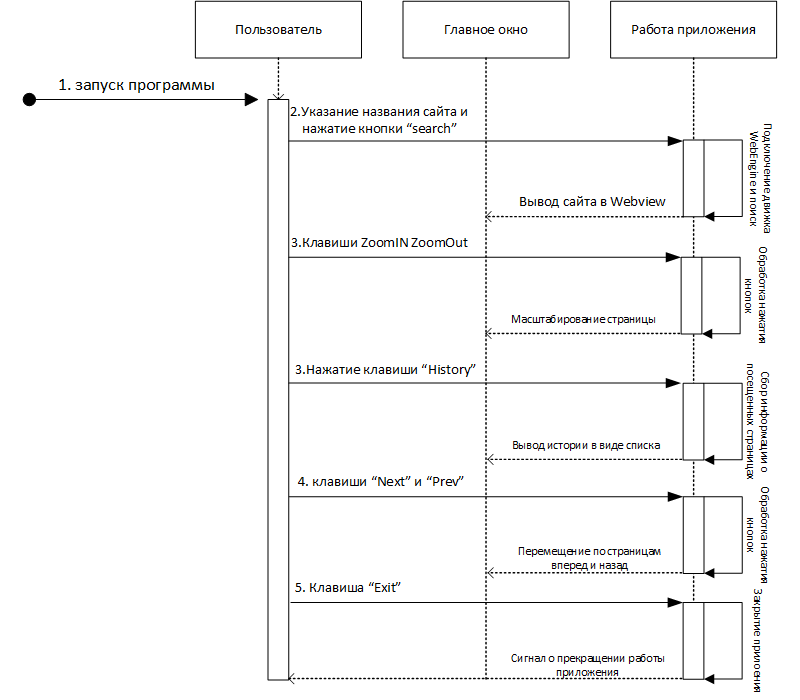 Пользователь
Главное окно
Работа приложения
1. запуск программы
2.Указание названия сайта и
нажатие кнопки “search”
Подключение движка
WebEngine и поиск
Вывод сайта в Webview
3.Клавиши ZoomIN ZoomOut
Обработка нажатия
кнопок
Масштабирование страницы
3.Нажатие клавиши “History”
Сбор информации о
посещенных страницах
Вывод истории в виде списка
4. клавиши “Next” и “Prev”
Обработка нажатия
кнопок
Перемещение по страницам
вперед и назад
5. Клавиша “Exit”
Закрытие прилоения
Сигнал о прекращении работы
приложения